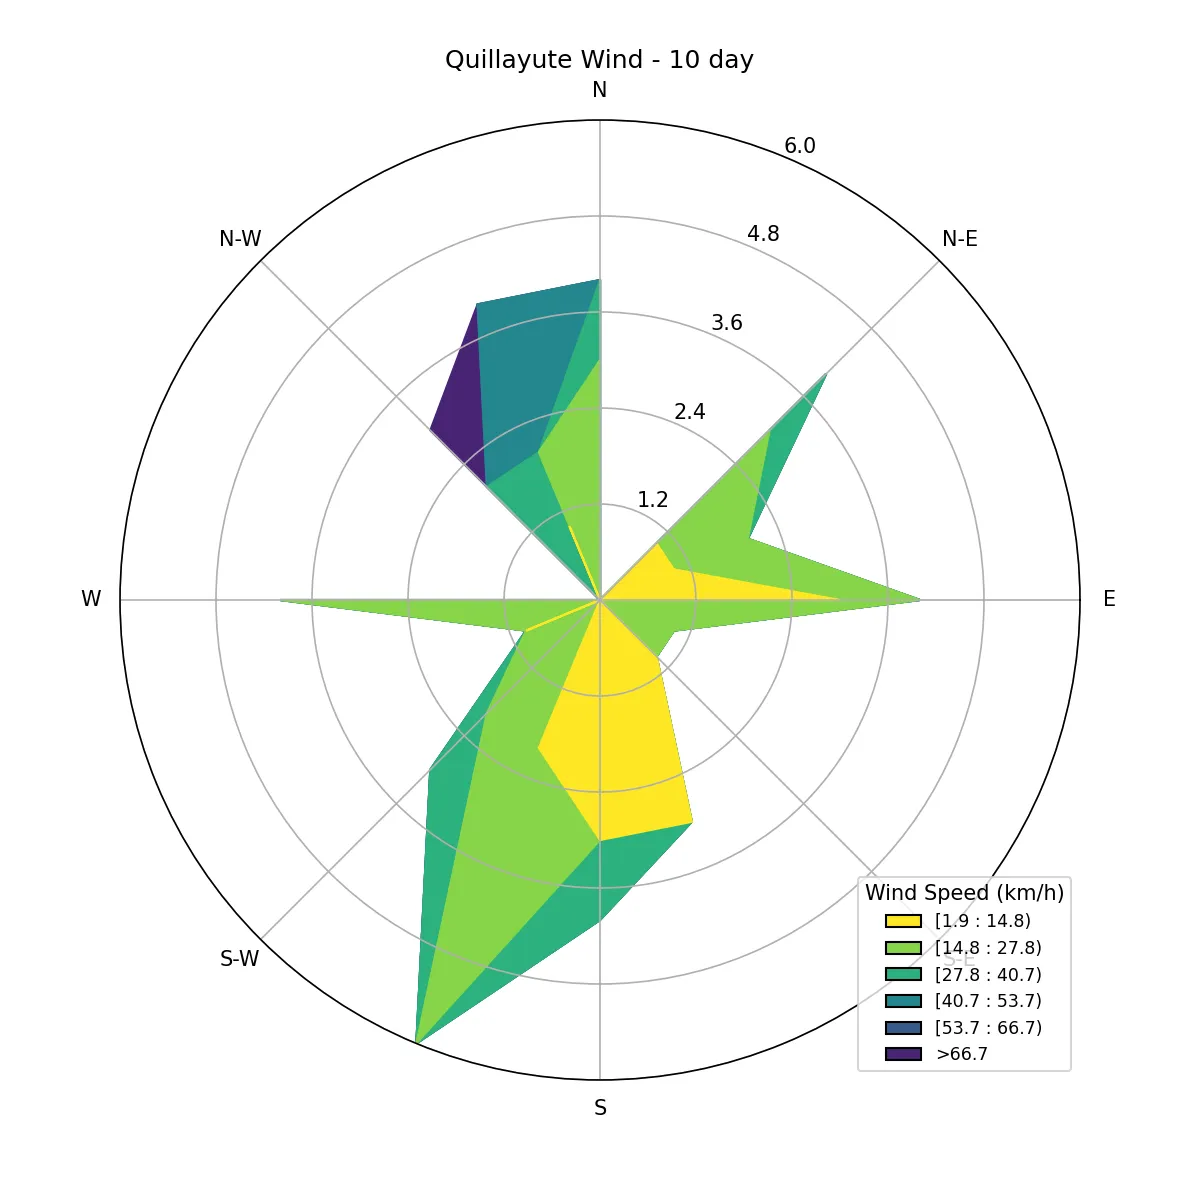 Quillayute Wind - 10 day
N
6.0
N-W
N-E
4.8
3.6
2.4
1.2
W
E
S-W
S-E
S
Wind Speed (km/h)
[1.9 : 14.8)
[14.8 : 27.8)
[27.8 : 40.7)
[40.7 : 53.7)
[53.7 : 66.7)
>66.7